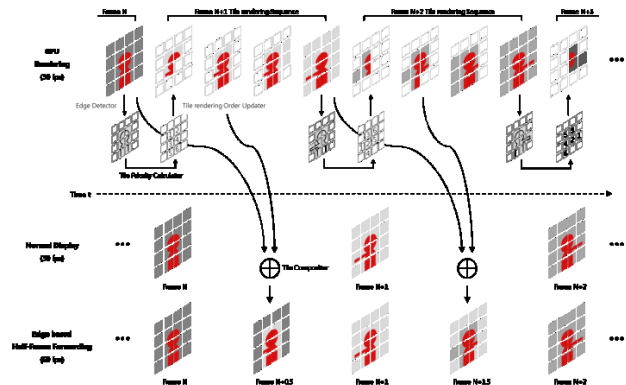 Frame N
Frame N+1 Tile rendering Sequence
Frame N+2 Tile rendering Sequence
Frame N+3
GPU
Rendering
(30 fps)
Edge Detector
Tile rendering Order Updater
Tile Priority Calculator
Time t
Normal Display
(30 fps)
Tile Compositor
Frame N
Frame N+1
Frame N+2
Edge based
Half-Frame Forwarding
(60 fps)
Frame N
Frame N+0.5
Frame N+1
Frame N+1.5
Frame N+2